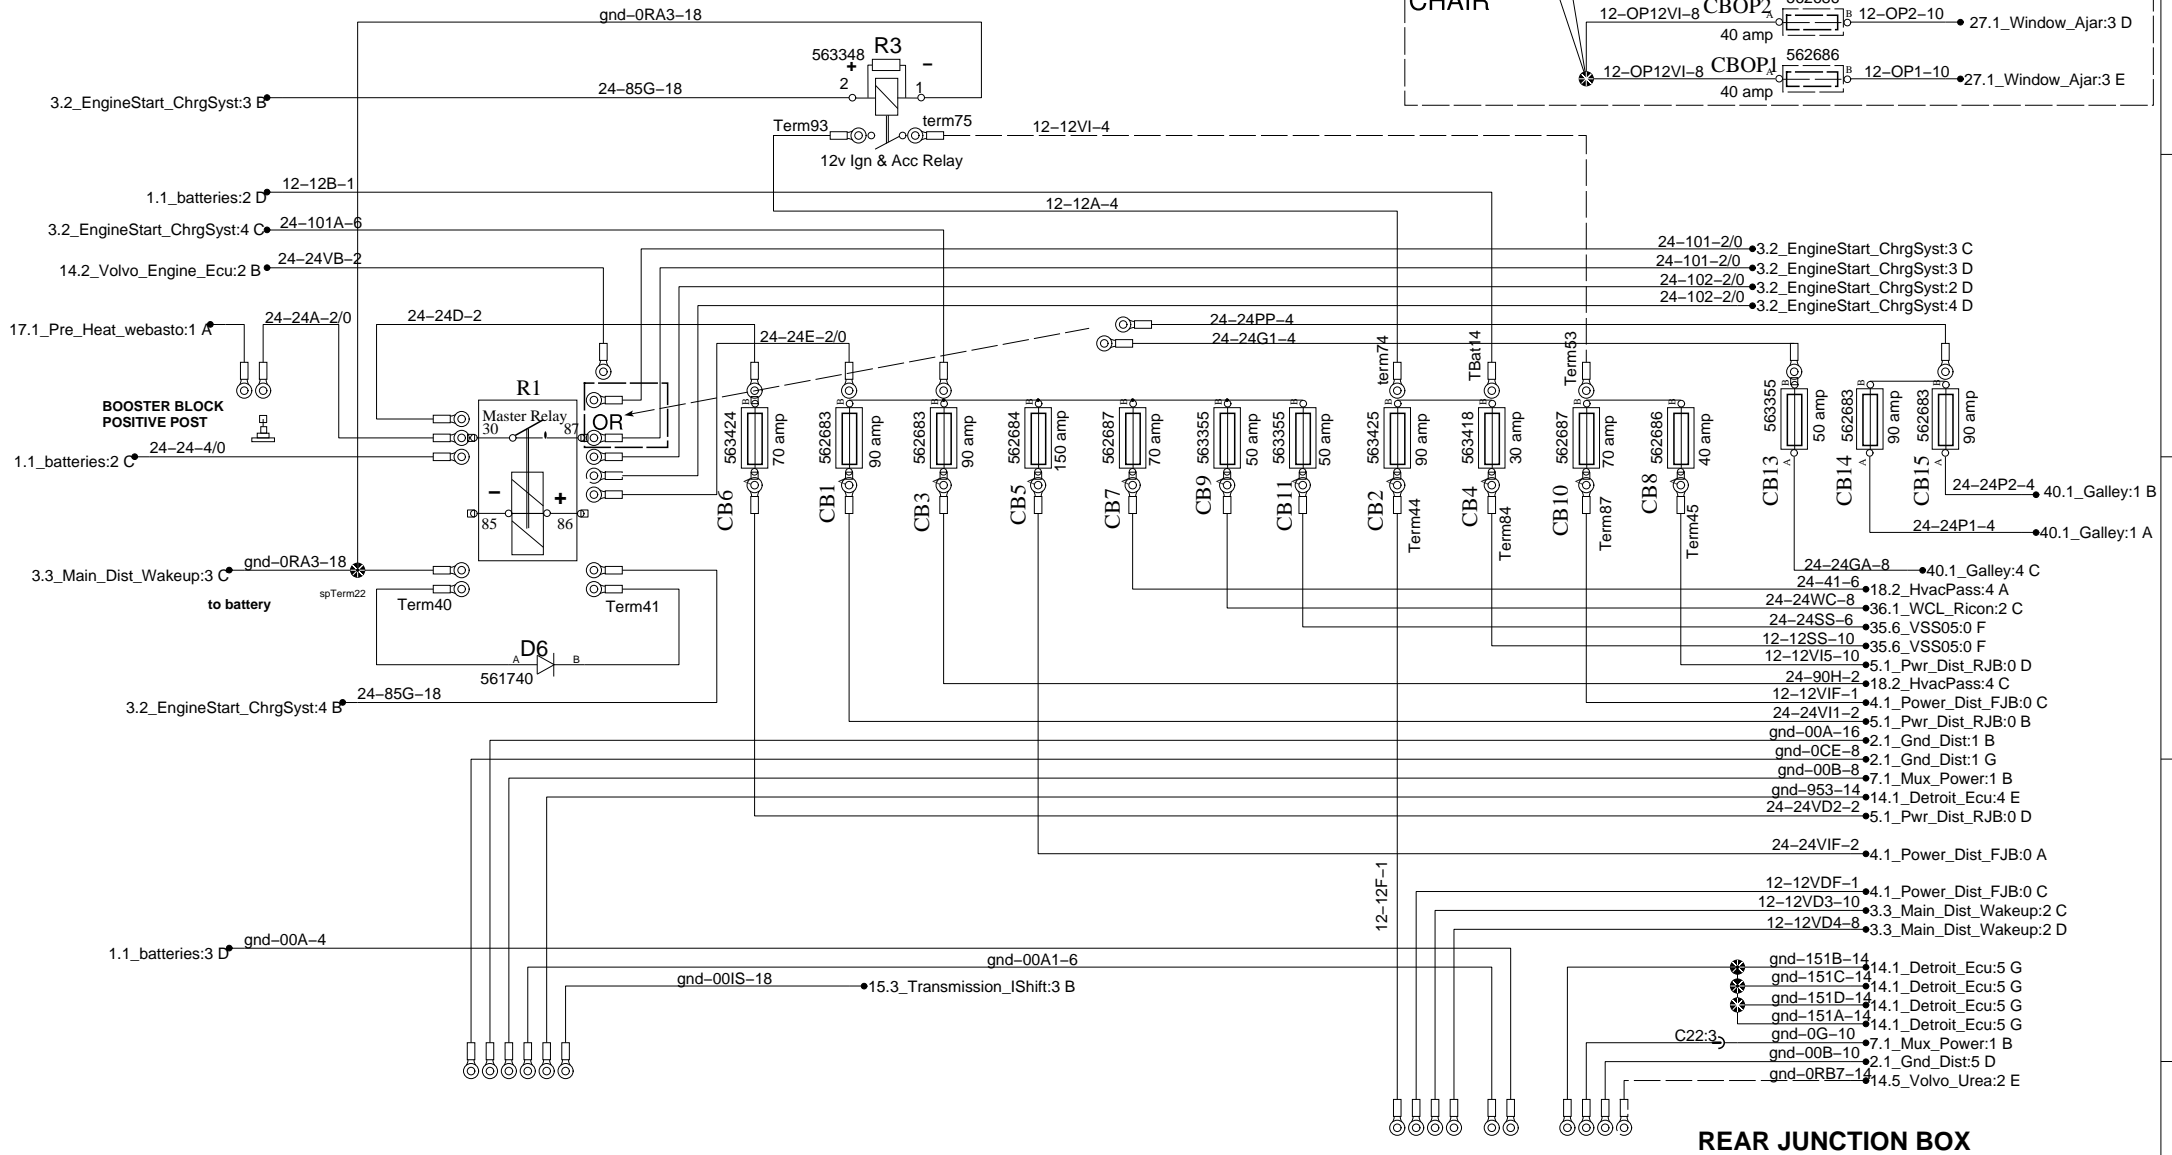 gnd-0RA3-18
CHAIR
12-OP12VI-8
CBOP2
A
B
12-OP2-10
27.1_Window_Ajar:3 D
40 amp
562686
12-OP12VI-8
CBOP1
A
B
12-OP1-10
27.1_Window_Ajar:3 E
40 amp
R3
563348
+
-
2
1
3.2_EngineStart_ChrgSyst:3 B
24-85G-18
Term93
term75
12-12VI-4
12v Ign & Acc Relay
1.1_batteries:2 D
12-12B-1
12-12A-4
3.2_EngineStart_ChrgSyst:4 C
24-101A-6
14.2_Volvo_Engine_Ecu:2 B
24-24VB-2
24-101-2/0
3.2_EngineStart_ChrgSyst:3 C
24-101-2/0
3.2_EngineStart_ChrgSyst:3 D
24-102-2/0
3.2_EngineStart_ChrgSyst:2 D
24-102-2/0
3.2_EngineStart_ChrgSyst:4 D
17.1_Pre_Heat_webasto:1 A
24-24A-2/0
24-24D-2
24-24E-2/0
24-24PP-4
24-24G1-4
term74
TBat14
Term53
BOOSTER BLOCK
POSITIVE POST
R1
Master Relay
30
87
OR
-
+
85
86
1.1_batteries:2 C
24-24-4/0
B
563424
70 amp
A
CB6
B
562683
90 amp
A
CB1
B
562683
90 amp
A
CB3
B
562684
150 amp
A
CB5
B
562687
70 amp
A
CB7
B
563355
50 amp
A
CB9
B
563355
50 amp
A
CB11
B
563425
90 amp
A
CB2
Term44
B
563418
30 amp
A
CB4
Term84
B
562687
70 amp
A
CB10
Term87
B
562686
40 amp
A
CB8
Term45
B
563355
50 amp
A
CB13
B
562683
90 amp
A
CB14
B
562683
90 amp
A
CB15
24-24P2-4
40.1_Galley:1 B
24-24P1-4
40.1_Galley:1 A
3.3_Main_Dist_Wakeup:3 C
gnd-0RA3-18
spTerm22
to battery
Term40
Term41
D6
A
B
561740
3.2_EngineStart_ChrgSyst:4 B
24-85G-18
24-24GA-8
40.1_Galley:4 C
24-41-6
18.2_HvacPass:4 A
24-24WC-8
36.1_WCL_Ricon:2 C
24-24SS-6
35.6_VSS05:0 F
12-12SS-10
35.6_VSS05:0 F
12-12VI5-10
5.1_Pwr_Dist_RJB:0 D
24-90H-2
18.2_HvacPass:4 C
12-12VIF-1
4.1_Power_Dist_FJB:0 C
24-24VI1-2
5.1_Pwr_Dist_RJB:0 B
gnd-00A-16
2.1_Gnd_Dist:1 B
gnd-0CE-8
2.1_Gnd_Dist:1 G
gnd-00B-8
7.1_Mux_Power:1 B
gnd-953-14
14.1_Detroit_Ecu:4 E
24-24VD2-2
5.1_Pwr_Dist_RJB:0 D
24-24VIF-2
4.1_Power_Dist_FJB:0 A
12-12F-1
12-12VDF-1
4.1_Power_Dist_FJB:0 C
12-12VD3-10
3.3_Main_Dist_Wakeup:2 C
12-12VD4-8
3.3_Main_Dist_Wakeup:2 D
1.1_batteries:3 D
gnd-00A-4
gnd-00A1-6
gnd-00IS-18
15.3_Transmission_IShift:3 B
gnd-151B-14
14.1_Detroit_Ecu:5 G
gnd-151C-14
14.1_Detroit_Ecu:5 G
gnd-151D-14
14.1_Detroit_Ecu:5 G
gnd-151A-14
14.1_Detroit_Ecu:5 G
C22:3
gnd-0G-10
7.1_Mux_Power:1 B
gnd-00B-10
2.1_Gnd_Dist:5 D
gnd-0RB7-14
14.5_Volvo_Urea:2 E
REAR JUNCTION BOX